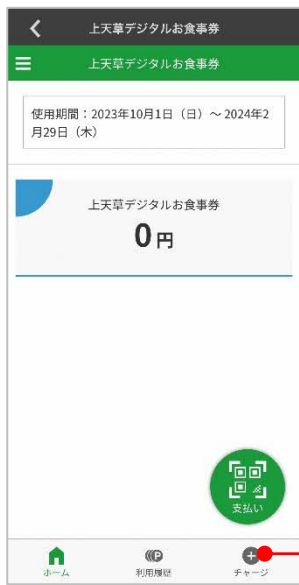 上天草デジタルお食事券
上天草デジタルお食事券
使用期間：2023年10月1日（日）～2024年2
月29日（木）
上天草デジタルお食事券
0円
支払い
ホーム
利用履歴
チャージ